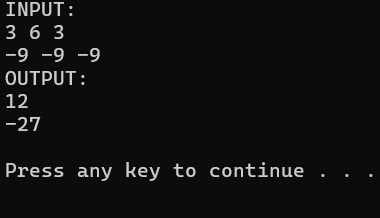 INPUT:
3 6 3
-9 -9 -9
OUTPUT:
12
-27
Press any key to continue . . .